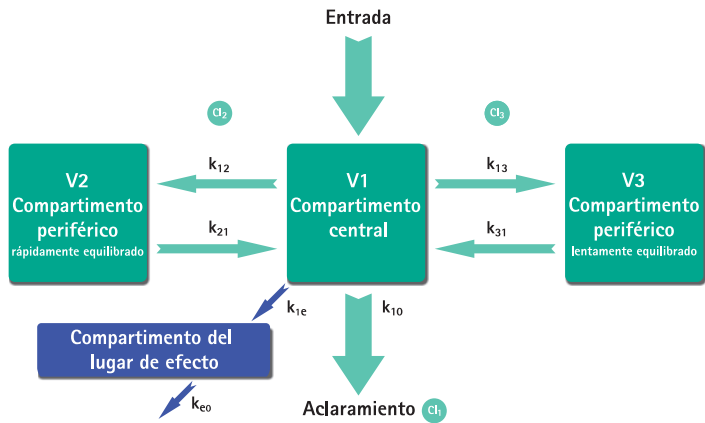 Entrada
Cl₂
Cl₃
k₁₂
k₁₃
V2
Compartimento
periférico
rápidamente equilibrado
V1
Compartimento
central
V3
Compartimento
periférico
lentamente equilibrado
k₂₁
k₃₁
k₁ₑ
k₁₀
Compartimento del
lugar de efecto
kₑ₀
Aclaramiento Cl₁